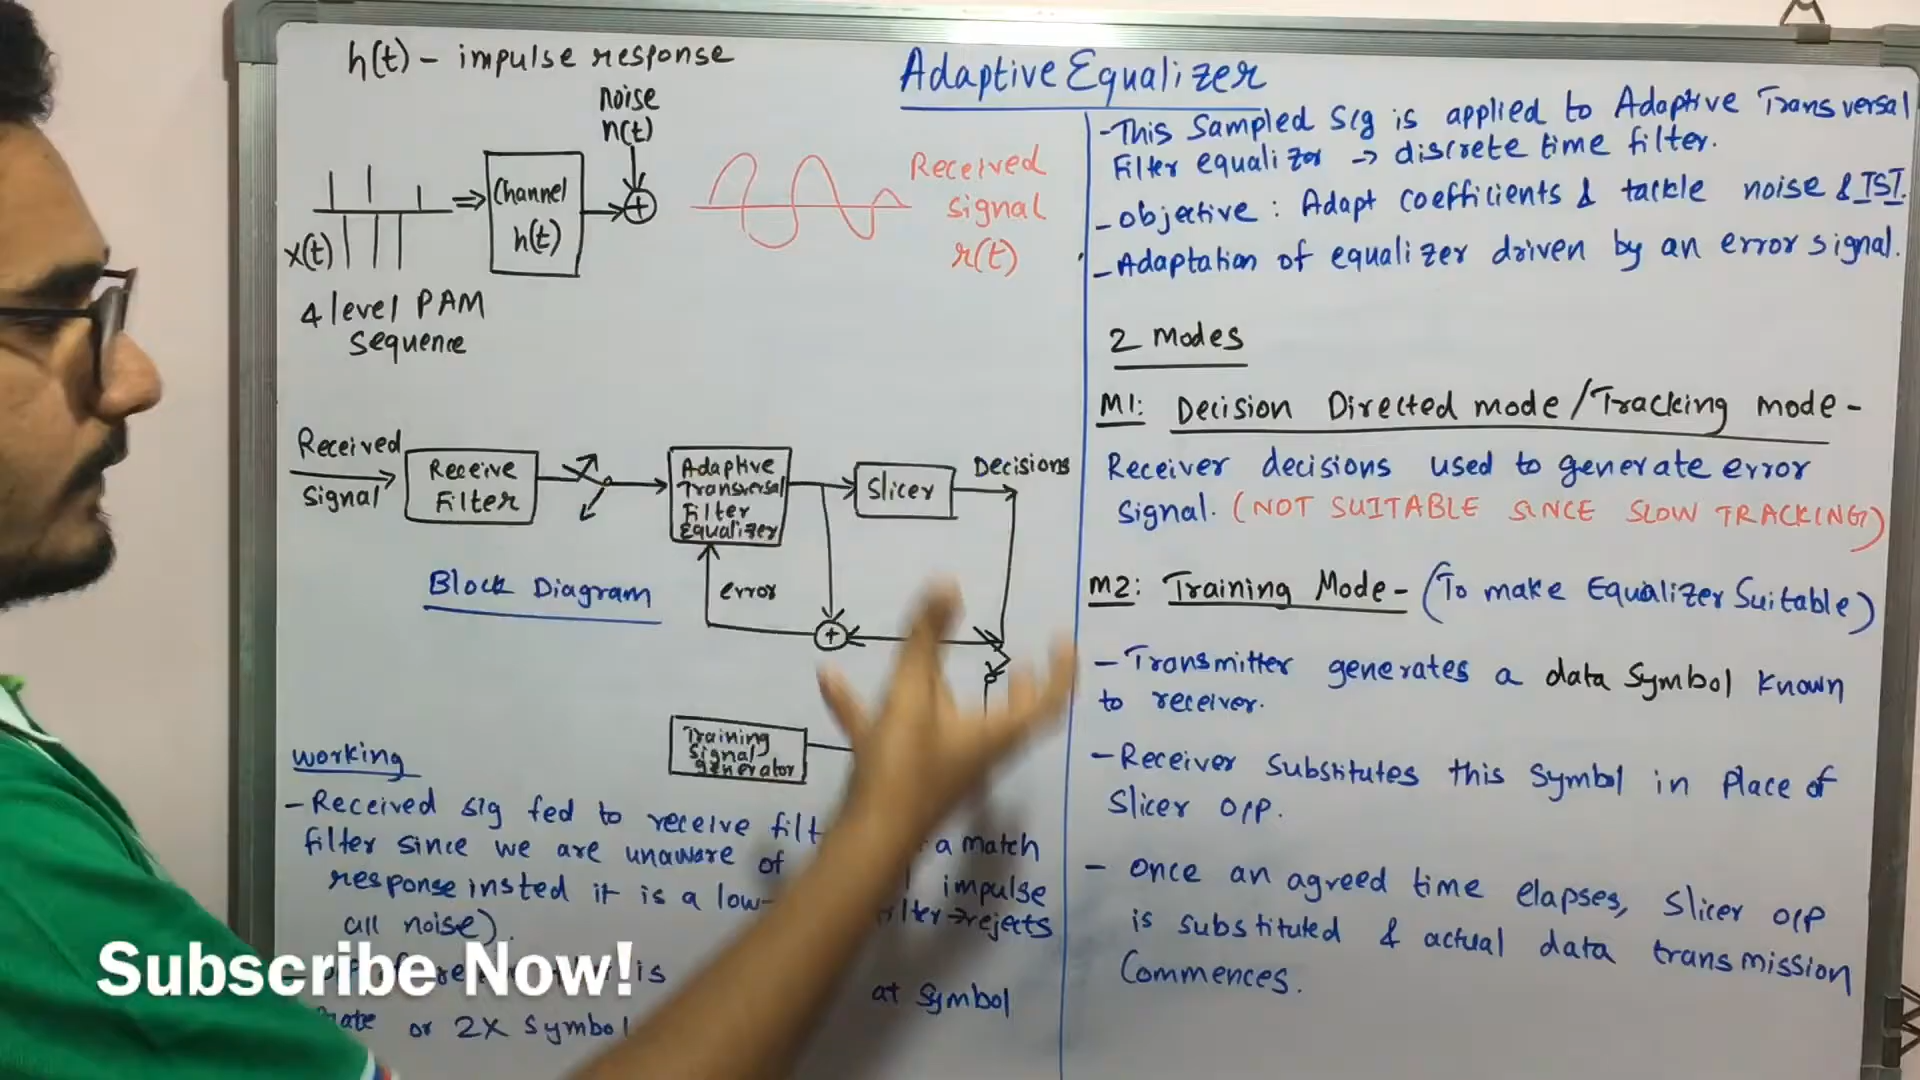 h(t) - impulse response
noise
n(t)
Channel
h(t)
x(t)
4 level PAM
sequence
Received
signal
r(t)
Adaptive Equalizer
Received
Signal
Receive
Filter
Adaptive
Transversal
Filter
Equalizer
Slicer
Decisions
error
+
+
Block Diagram
Training
signal
generator
working
- Received sig fed to receive filt a match
filter since we are unaware of impulse
response insted it is a low- filter → rejects
all noise).
is at symbol
rate or 2X symbol
- This Sampled sig is applied to Adaptive Transversal
Filter equalizer → discrete time filter.
- objective : Adapt coefficients & tackle noise & ISI.
- Adaptation of equalizer driven by an error signal.
2 modes
M1: Decision Directed mode / Tracking mode -
Receiver decisions used to generate error
signal. (NOT SUITABLE SINCE SLOW TRACKING)
M2: Training Mode - (To make Equalizer Suitable)
- Transmitter generates a data symbol known
to receiver.
- Receiver substitutes this symbol in place of
slicer o/p.
- once an agreed time elapses, slicer o/p
is substituted & actual data transmission
Commences.
Subscribe Now!